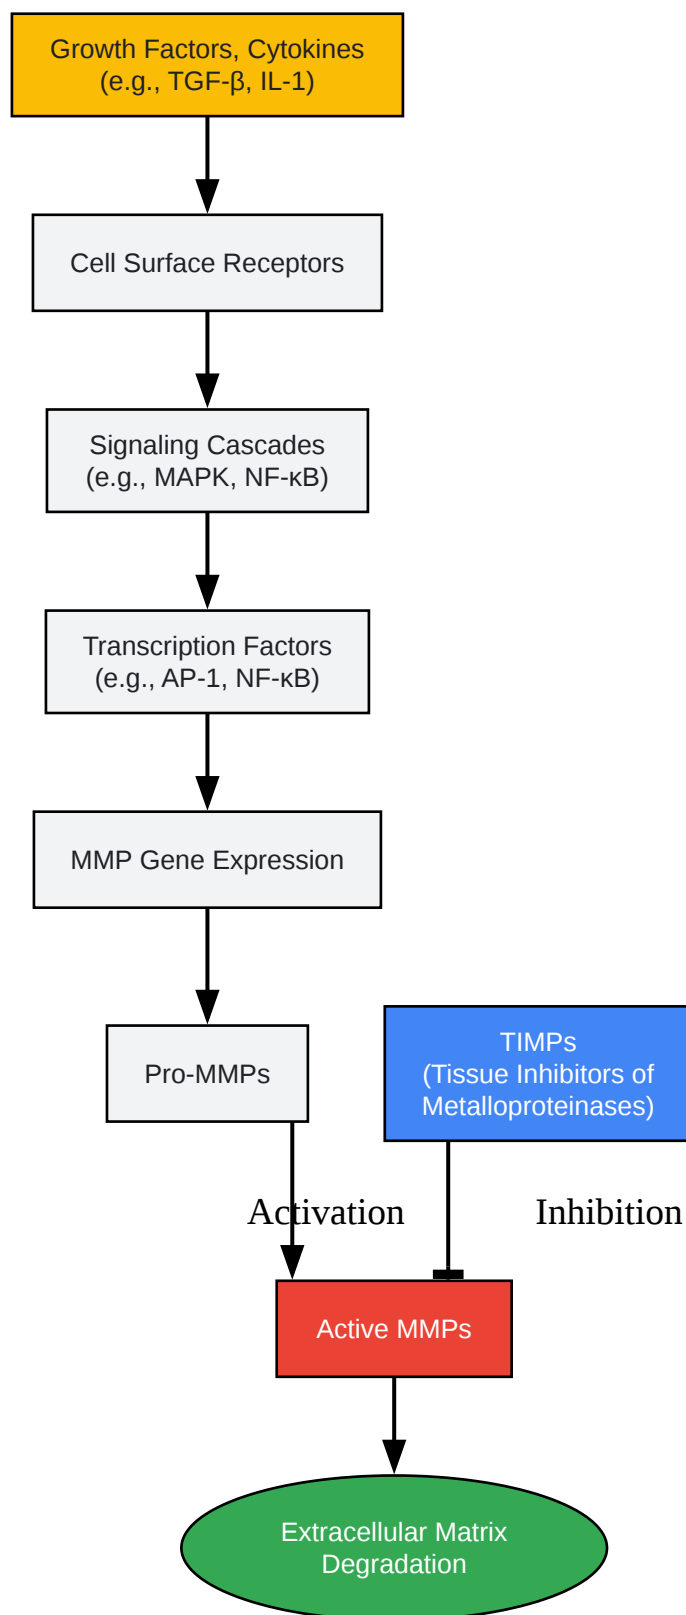 Growth Factors, Cytokines
(e.g., TGF-β, IL-1)
Cell Surface Receptors
Signaling Cascades
(e.g., MAPK, NF-κB)
Transcription Factors
(e.g., AP-1, NF-κB)
MMP Gene Expression
Pro-MMPs
TIMPs
(Tissue Inhibitors of
Metalloproteinases)
Activation
Inhibition
Active MMPs
Extracellular Matrix
Degradation